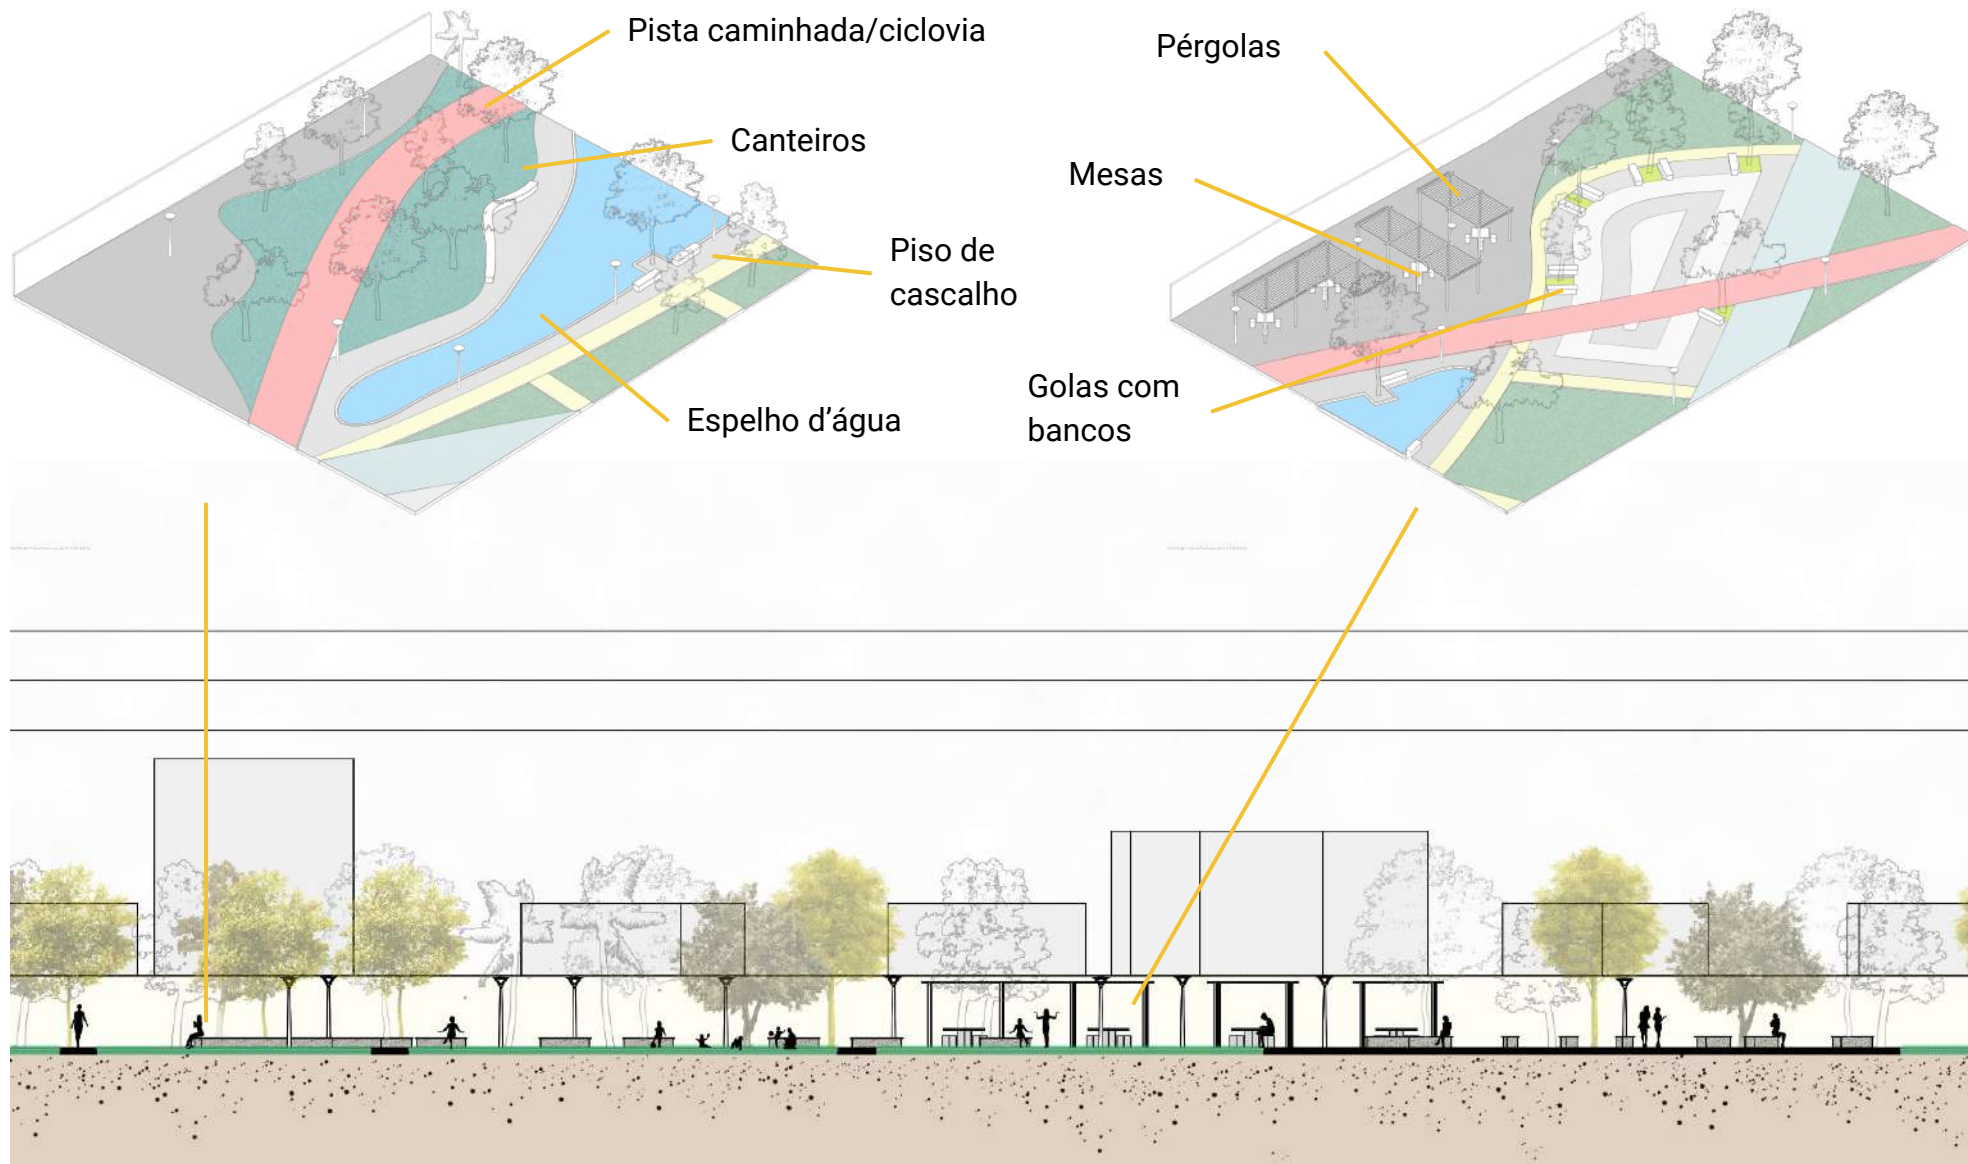 Pista caminhada/ciclovia
Canteiros
Piso de
cascalho
Espelho d’água
Pérgolas
Mesas
Golas com
bancos